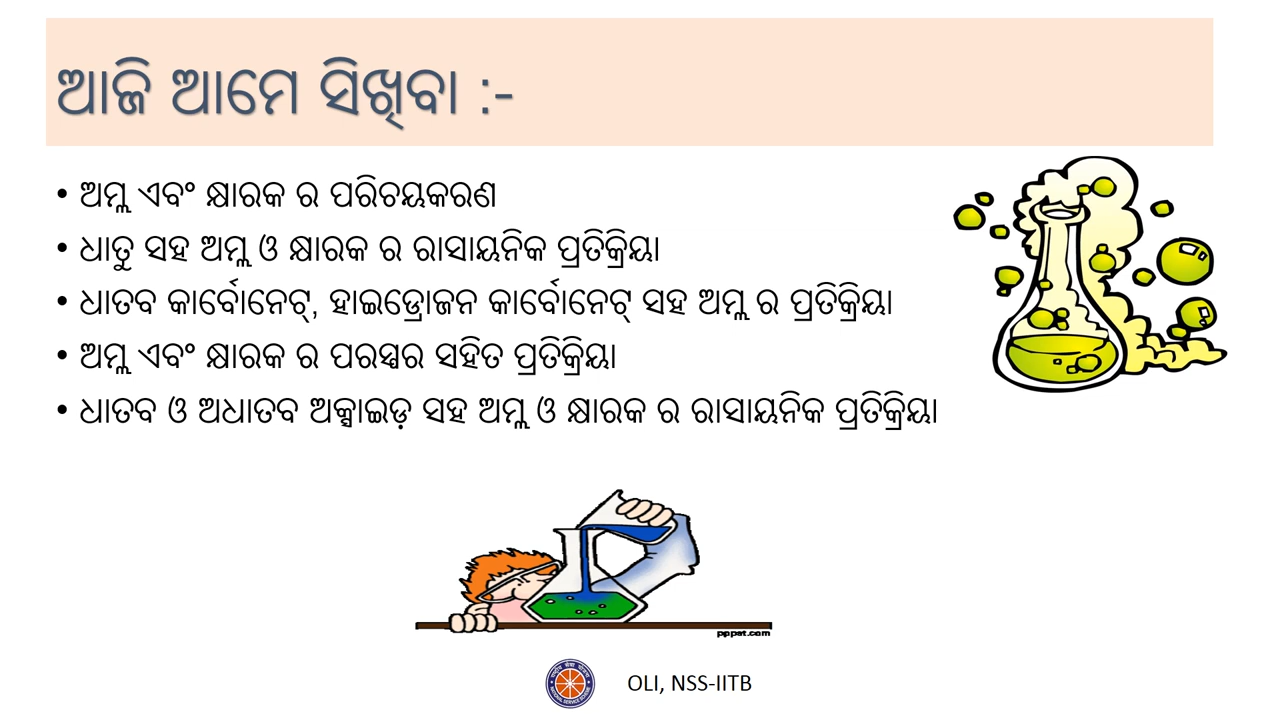 ଆଜି ଆମେ ସିଖିବା :-
• ଅମ୍ଳ ଏବଂ କ୍ଷାରକ ର ପରିଚୟକରଣ
• ଧାତୁ ସହ ଅମ୍ଳ ଓ କ୍ଷାରକ ର ରାସାୟନିକ ପ୍ରତିକ୍ରିୟା
• ଧାତବ କାର୍ବୋନେଟ୍, ହାଇଡ୍ରୋଜନ କାର୍ବୋନେଟ୍ ସହ ଅମ୍ଳ ର ପ୍ରତିକ୍ରିୟା
• ଅମ୍ଳ ଏବଂ କ୍ଷାରକ ର ପରସ୍ପର ସହିତ ପ୍ରତିକ୍ରିୟା
• ଧାତବ ଓ ଅଧାତବ ଅକ୍ସାଇଡ଼ ସହ ଅମ୍ଳ ଓ କ୍ଷାରକ ର ରାସାୟନିକ ପ୍ରତିକ୍ରିୟା
pppst.com
OLI, NSS-IITB